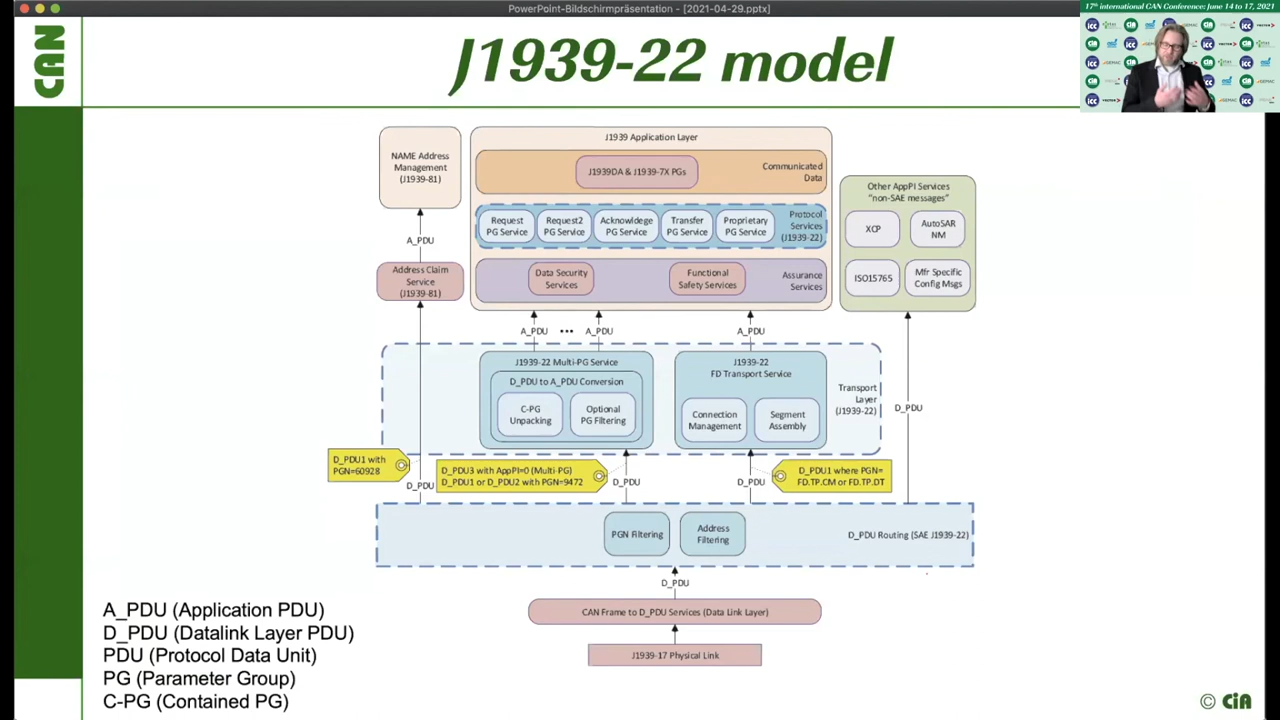 PowerPoint-Bildschirmpräsentation - [2021-04-29.pptx]
17th international CAN Conference: June 14 to 17, 2021
CAN
J1939-22 model
NAME Address
Management
(J1939-81)
A_PDU
Address Claim
Service
(J1939-81)
J1939 Application Layer
J1939DA & J1939-7X PGs
Communicated
Data
Request
PG Service
Request2
PG Service
Acknowldege
PG Service
Transfer
PG Service
Proprietary
PG Service
Protocol
Services
(J1939-22)
Data Security
Services
Functional
Safety Services
Assurance
Services
Other AppPI Services
"non-SAE messages"
XCP
AutoSAR
NM
ISO15765
Mfr Specific
Config Msgs
A_PDU
•••
A_PDU
A_PDU
J1939-22 Multi-PG Service
D_PDU to A_PDU Conversion
C-PG
Unpacking
Optional
PG Filtering
J1939-22
FD Transport Service
Connection
Management
Segment
Assembly
Transport
Layer
(J1939-22)
D_PDU
D_PDU1 with
PGN=60928
D_PDU
D_PDU3 with AppPI=0 (Multi-PG)
D_PDU1 or D_PDU2 with PGN=9472
D_PDU
D_PDU
D_PDU1 where PGN=
FD.TP.CM or FD.TP.DT
PGN Filtering
Address
Filtering
D_PDU Routing (SAE J1939-22)
D_PDU
CAN Frame to D_PDU Services (Data Link Layer)
J1939-17 Physical Link
A_PDU (Application PDU)
D_PDU (Datalink Layer PDU)
PDU (Protocol Data Unit)
PG (Parameter Group)
C-PG (Contained PG)
© CiA